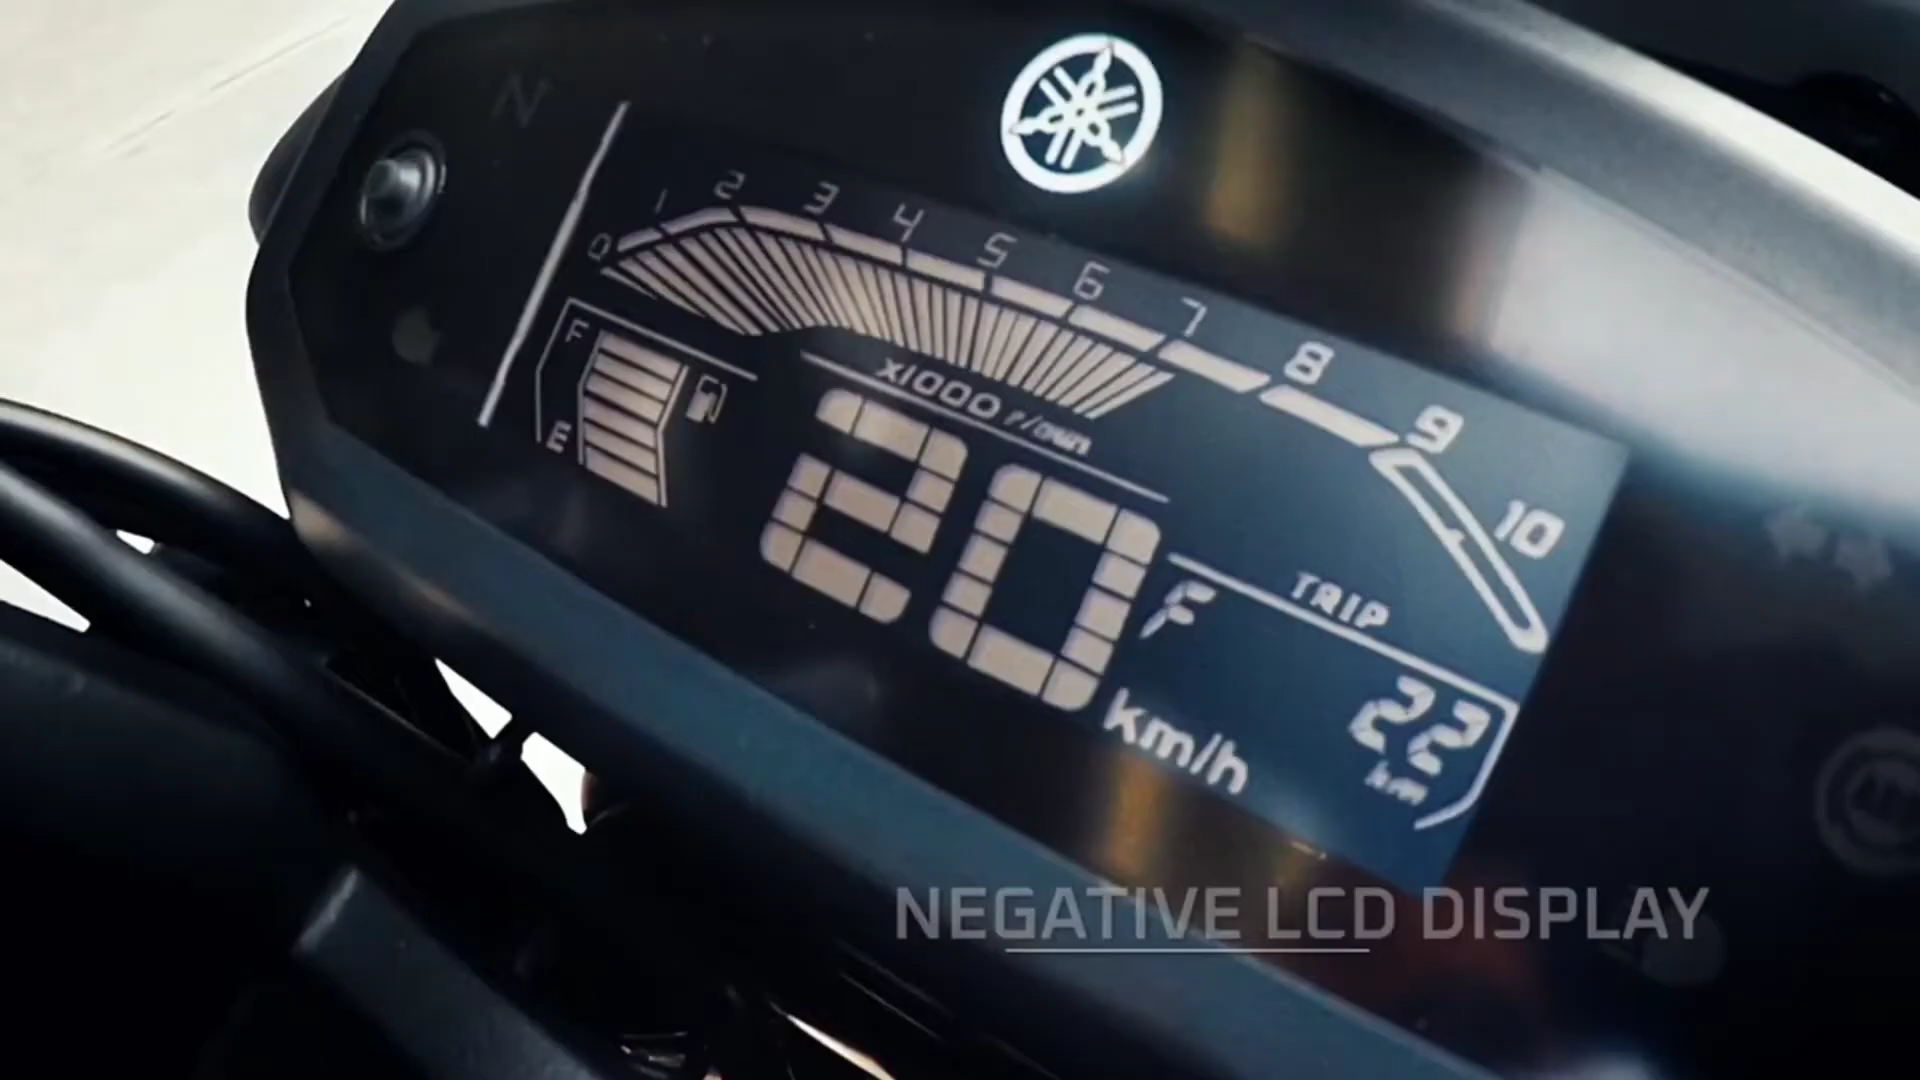 N
0 1 2 3 4 5 6 7 8 9 10
x1000 r/min
F
E
20
km/h
F
TRIP
22
km
NEGATIVE LCD DISPLAY